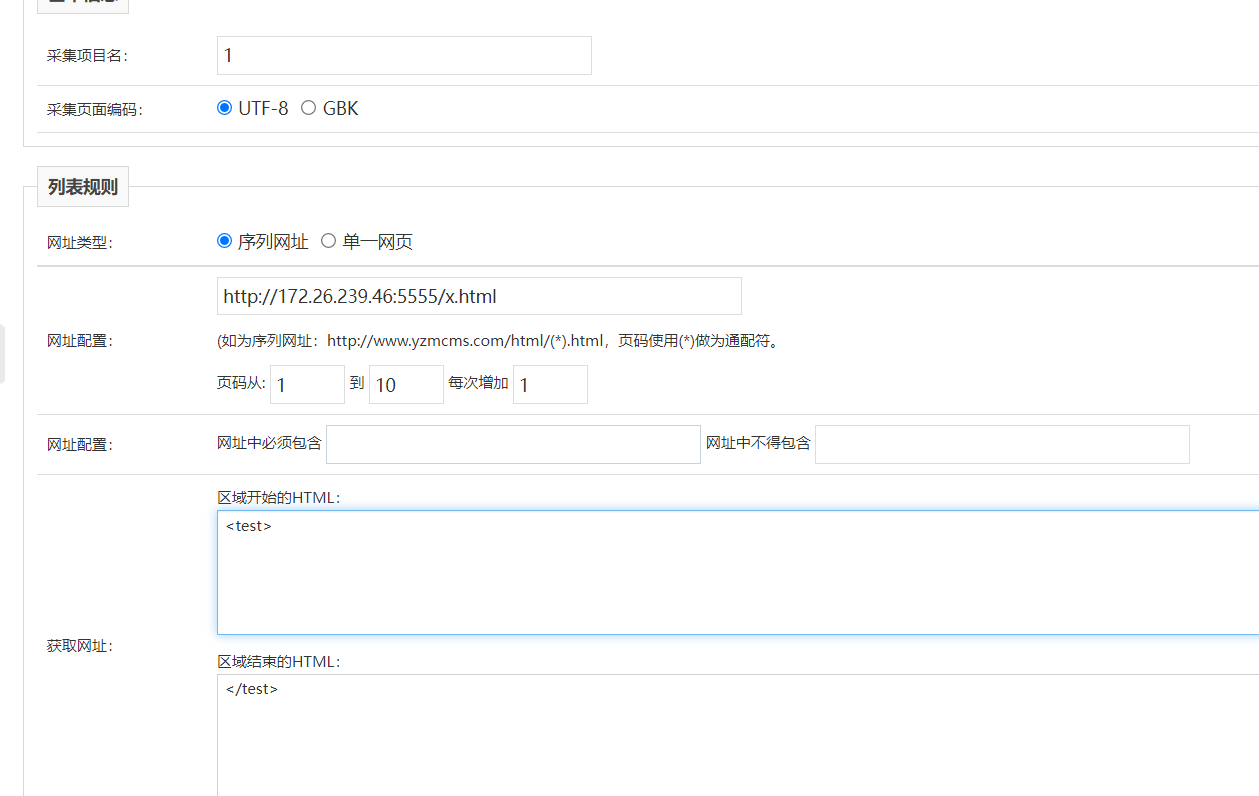 采集项目名：
1
采集页面编码：
UTF-8 GBK
列表规则
网址类型：
序列网址 单一网页
http://172.26.239.46:5555/x.html
网址配置：
(如为序列网址：http://www.yzmcms.com/html/(*).html，页码使用(*)做为通配符。
页码从: 1 到 10 每次增加 1
网址配置：
网址中必须包含 网址中不得包含
区域开始的HTML：
<test>
获取网址：
区域结束的HTML：
</test>